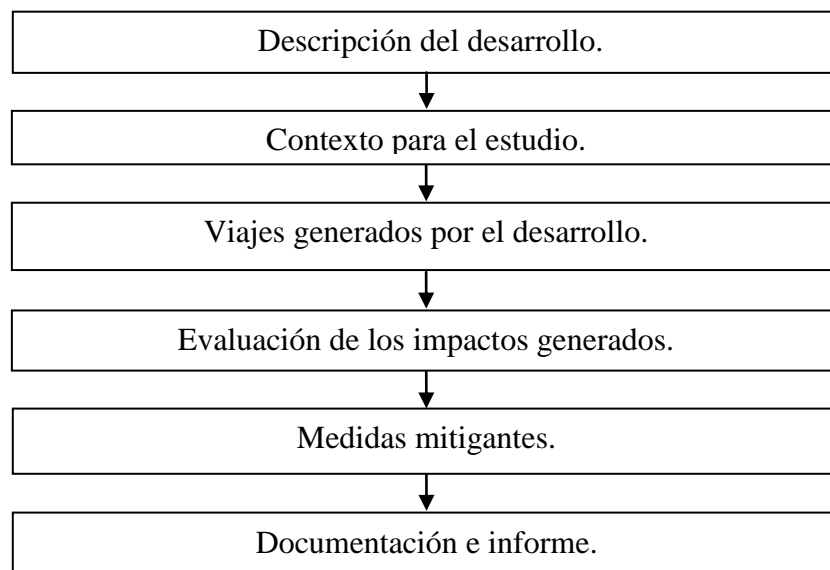 Descripción del desarrollo.
Contexto para el estudio.
Viajes generados por el desarrollo.
Evaluación de los impactos generados.
Medidas mitigantes.
Documentación e informe.